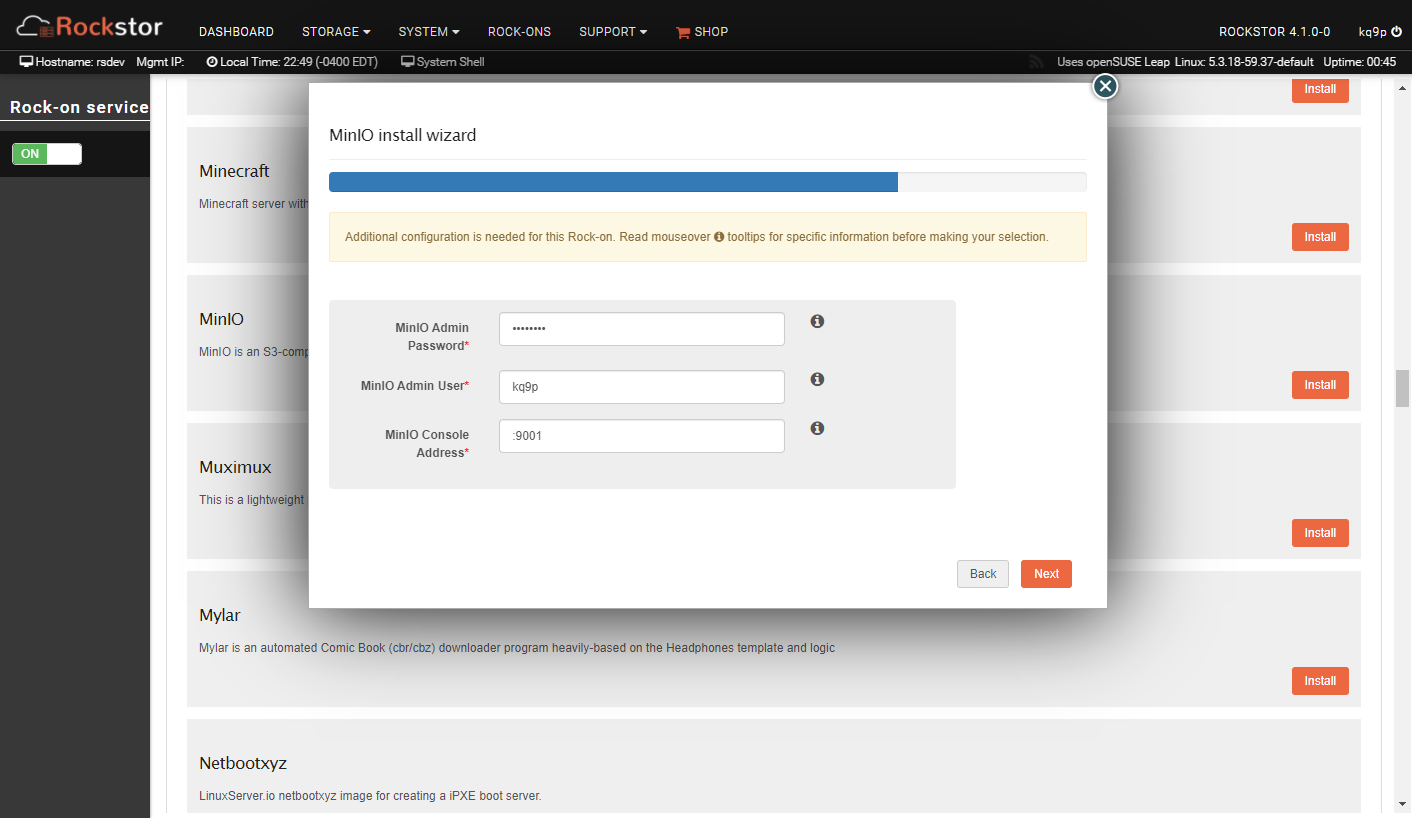 Rockstor
DASHBOARD STORAGE SYSTEM ROCK-ONS SUPPORT SHOP ROCKSTOR 4.1.0-0 kq9p
Hostname: rsdev Mgmt IP: Local Time: 22:49 (-0400 EDT) System Shell Uses openSUSE Leap Linux: 5.3.18-59.37-default Uptime: 00:45
Rock-on service
ON
Install
MinIO install wizard
Additional configuration is needed for this Rock-on. Read mouseover tooltips for specific information before making your selection.
MinIO Admin Password*
••••••••
MinIO Admin User*
kq9p
MinIO Console Address*
:9001
Back Next
Minecraft
Minecraft server with
Install
MinIO
MinIO is an S3-comp
Install
Muximux
This is a lightweight
Install
Mylar
Mylar is an automated Comic Book (cbr/cbz) downloader program heavily-based on the Headphones template and logic
Install
Netbootxyz
LinuxServer.io netbootxyz image for creating a iPXE boot server.